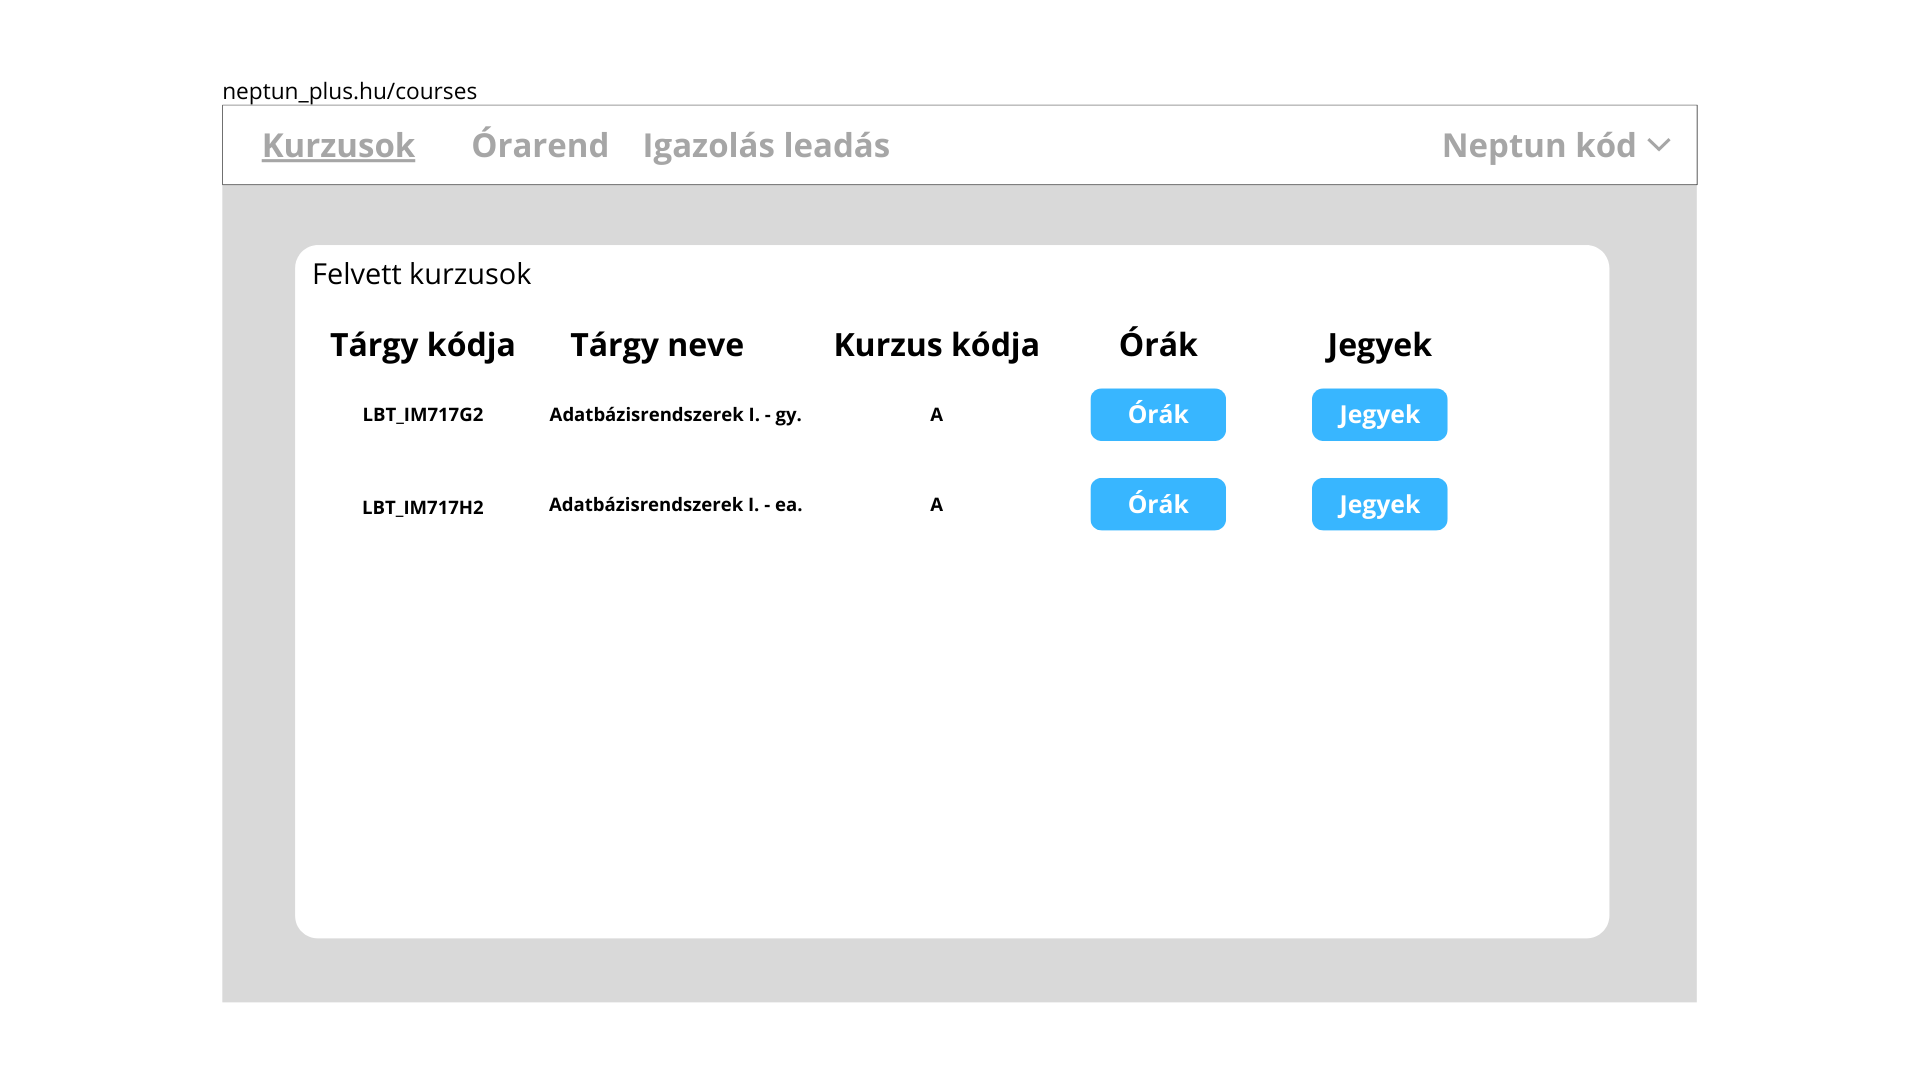 neptun_plus.hu/courses
Kurzusok Órarend Igazolás leadás Neptun kód
Felvett kurzusok
Tárgy kódja Tárgy neve Kurzus kódja Órák Jegyek
LBT_IM717G2 Adatbázisrendszerek I. - gy. A Órák Jegyek
LBT_IM717H2 Adatbázisrendszerek I. - ea. A Órák Jegyek